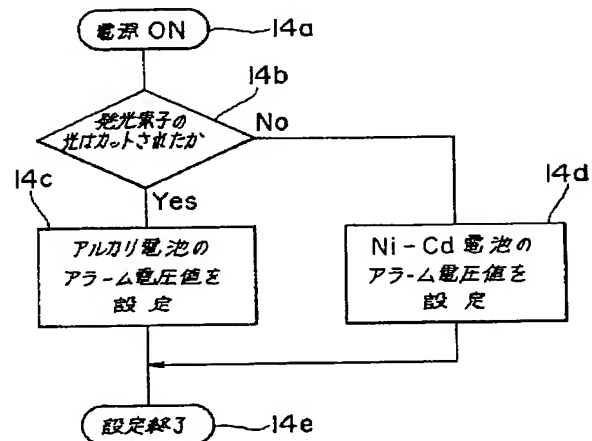 電源 ON
14a
14b
発光素子の
光はカットされたか
No
14c
Yes
14d
アルカリ電池の
アラーム電圧値を
設定
Ni-Cd 電池の
アラーム電圧値を
設定
設定終了
14e